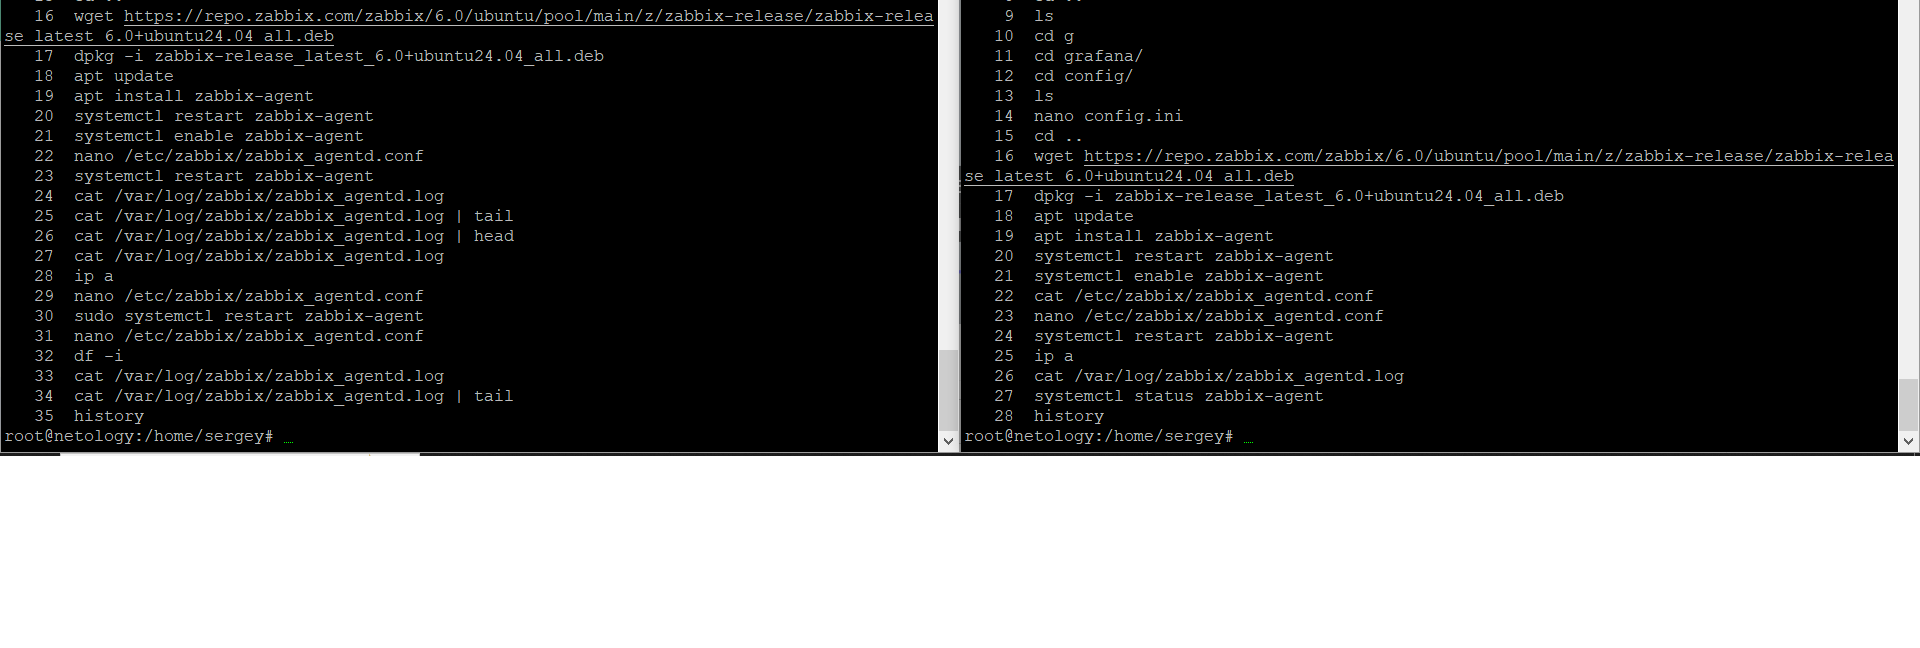 16 wget https://repo.zabbix.com/zabbix/6.0/ubuntu/pool/main/z/zabbix-release/zabbix-relea
se_latest_6.0+ubuntu24.04_all.deb
17 dpkg -i zabbix-release_latest_6.0+ubuntu24.04_all.deb
18 apt update
19 apt install zabbix-agent
20 systemctl restart zabbix-agent
21 systemctl enable zabbix-agent
22 nano /etc/zabbix/zabbix_agentd.conf
23 systemctl restart zabbix-agent
24 cat /var/log/zabbix/zabbix_agentd.log
25 cat /var/log/zabbix/zabbix_agentd.log | tail
26 cat /var/log/zabbix/zabbix_agentd.log | head
27 cat /var/log/zabbix/zabbix_agentd.log
28 ip a
29 nano /etc/zabbix/zabbix_agentd.conf
30 sudo systemctl restart zabbix-agent
31 nano /etc/zabbix/zabbix_agentd.conf
32 df -i
33 cat /var/log/zabbix/zabbix_agentd.log
34 cat /var/log/zabbix/zabbix_agentd.log | tail
35 history
root@netology:/home/sergey#
9 ls
10 cd g
11 cd grafana/
12 cd config/
13 ls
14 nano config.ini
15 cd ..
16 wget https://repo.zabbix.com/zabbix/6.0/ubuntu/pool/main/z/zabbix-release/zabbix-relea
se_latest_6.0+ubuntu24.04_all.deb
17 dpkg -i zabbix-release_latest_6.0+ubuntu24.04_all.deb
18 apt update
19 apt install zabbix-agent
20 systemctl restart zabbix-agent
21 systemctl enable zabbix-agent
22 cat /etc/zabbix/zabbix_agentd.conf
23 nano /etc/zabbix/zabbix_agentd.conf
24 systemctl restart zabbix-agent
25 ip a
26 cat /var/log/zabbix/zabbix_agentd.log
27 systemctl status zabbix-agent
28 history
root@netology:/home/sergey#